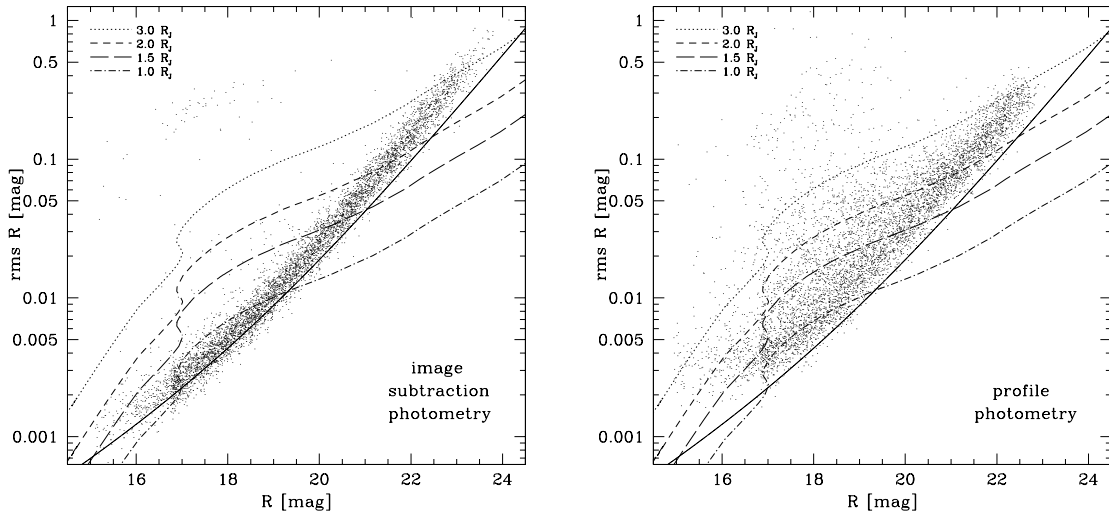 1
0.5
0.1
0.05
0.01
0.005
0.001
rms R [mag]
3.0 R_J
2.0 R_J
1.5 R_J
1.0 R_J
image
subtraction
photometry
16 18 20 22 24
R [mag]
1
0.5
0.1
0.05
0.01
0.005
0.001
rms R [mag]
3.0 R_J
2.0 R_J
1.5 R_J
1.0 R_J
profile
photometry
16 18 20 22 24
R [mag]